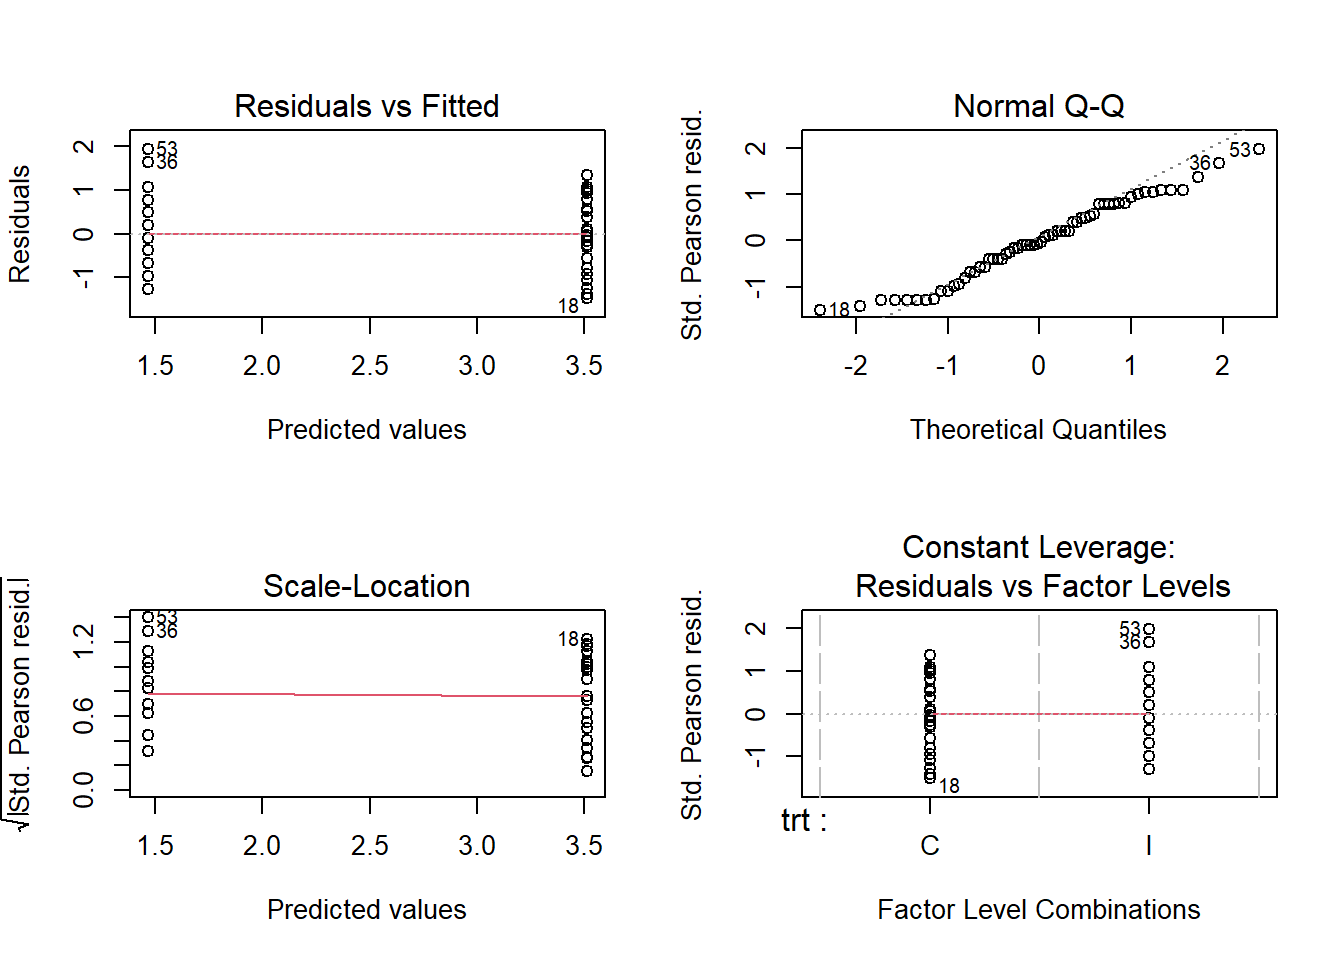 Residuals vs Fitted
Residuals
2
1
0
-1
53
36
18
1.5 2.0 2.5 3.0 3.5
Predicted values
Normal Q-Q
Std. Pearson resid.
2
1
0
-1
53
36
18
-2 -1 0 1 2
Theoretical Quantiles
Scale-Location
√|Std. Pearson resid.|
1.2
0.6
0.0
53
36
18
1.5 2.0 2.5 3.0 3.5
Predicted values
Constant Leverage:
Residuals vs Factor Levels
Std. Pearson resid.
2
1
0
-1
53
36
18
trt :
C I
Factor Level Combinations